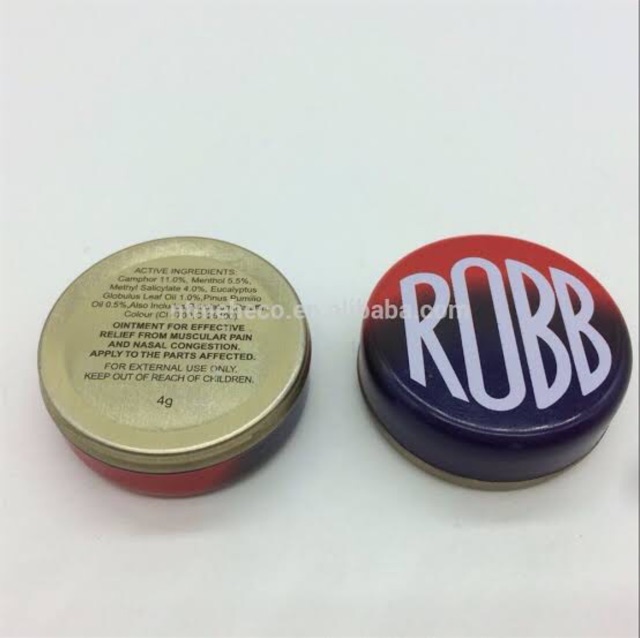 ACTIVE INGREDIENTS:
Camphor 11.0%, Menthol 5.5%,
Methyl Salicylate 4.0%, Eucalyptus
Globulus Leaf Oil 1.0%,Pinus Pumilio
Oil 0.5%,Also
Colour (CI
OINTMENT FOR EFFECTIVE
RELIEF FROM MUSCULAR PAIN
AND NASAL CONGESTION.
APPLY TO THE PARTS AFFECTED.
FOR EXTERNAL USE ONLY.
KEEP OUT OF REACH OF CHILDREN.
4g
ROBB